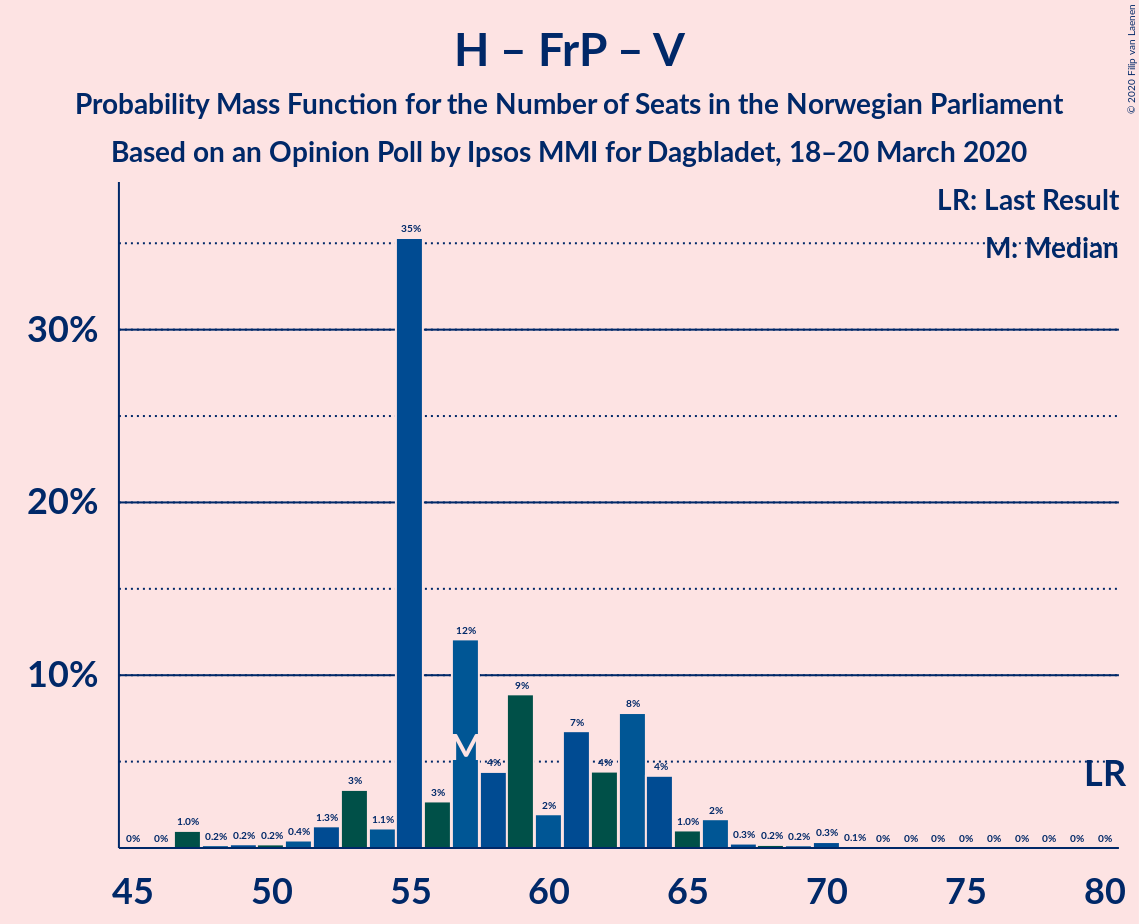 H – FrP – V
Probability Mass Function for the Number of Seats in the Norwegian Parliament
Based on an Opinion Poll by Ipsos MMI for Dagbladet, 18–20 March 2020
© 2020 Filip van Laenen
LR: Last Result
M: Median
30%
20%
10%
0% 0% 1.0% 0.2% 0.2% 0.2% 0.4% 1.3% 3% 1.1% 35% 3% 12% 4% 9% 2% 7% 4% 8% 4% 1.0% 2% 0.3% 0.2% 0.2% 0.3% 0.1% 0% 0% 0% 0% 0% 0% 0% 0% 0%
M
LR
45 50 55 60 65 70 75 80